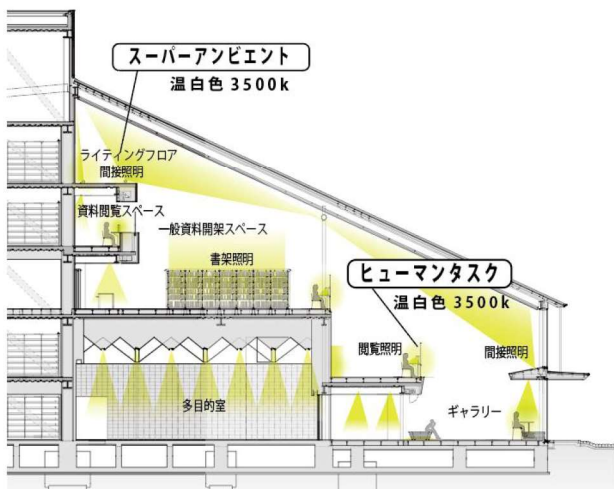 スーパーアンビエント
温白色 3500k
ライティングフロア
間接照明
資料閲覧スペース
一般資料開架スペース
書架照明
ヒューマンタスク
温白色 3500k
閲覧照明
間接照明
多目的室
ギャラリー